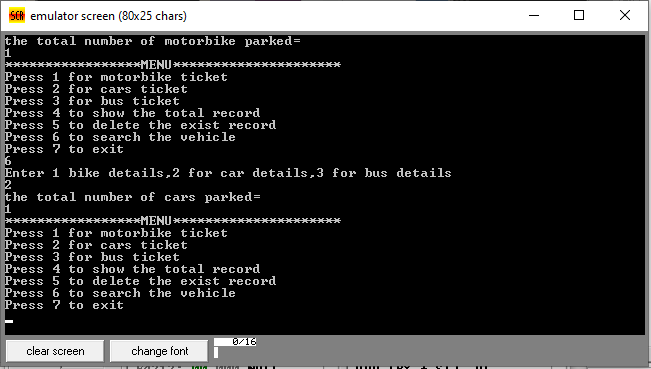 emulator screen (80x25 chars)
the total number of motorbike parked=
1
*****************MENU*********************
Press 1 for motorbike ticket
Press 2 for cars ticket
Press 3 for bus ticket
Press 4 to show the total record
Press 5 to delete the exist record
Press 6 to search the vehicle
Press 7 to exit
6
Enter 1 bike details,2 for car details,3 for bus details
2
the total number of cars parked=
1
*****************MENU*********************
Press 1 for motorbike ticket
Press 2 for cars ticket
Press 3 for bus ticket
Press 4 to show the total record
Press 5 to delete the exist record
Press 6 to search the vehicle
Press 7 to exit
clear screen
change font
0/16